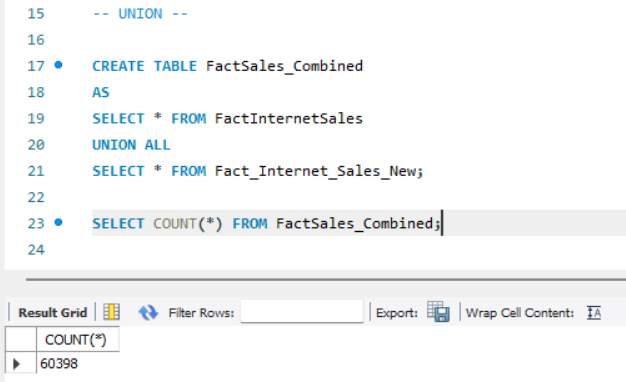 15 -- UNION --
16
17 CREATE TABLE FactSales_Combined
18 AS
19 SELECT * FROM FactInternetSales
20 UNION ALL
21 SELECT * FROM Fact_Internet_Sales_New;
22
23 SELECT COUNT(*) FROM FactSales_Combined;
24
Result Grid Filter Rows: Export: Wrap Cell Content: IA
COUNT(*)
60398